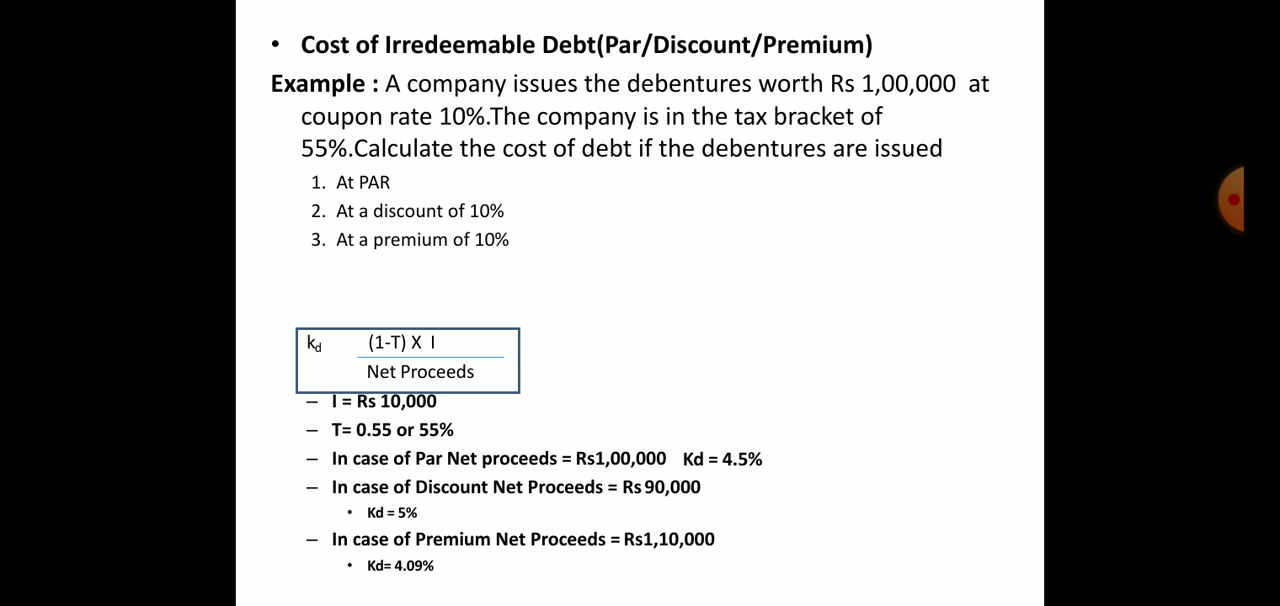 • Cost of Irredeemable Debt(Par/Discount/Premium)
Example : A company issues the debentures worth Rs 1,00,000 at
coupon rate 10%.The company is in the tax bracket of
55%.Calculate the cost of debt if the debentures are issued
1. At PAR
2. At a discount of 10%
3. At a premium of 10%
kd (1-T) X I
Net Proceeds
– I = Rs 10,000
– T= 0.55 or 55%
– In case of Par Net proceeds = Rs1,00,000 Kd = 4.5%
– In case of Discount Net Proceeds = Rs 90,000
• Kd = 5%
– In case of Premium Net Proceeds = Rs1,10,000
• Kd= 4.09%